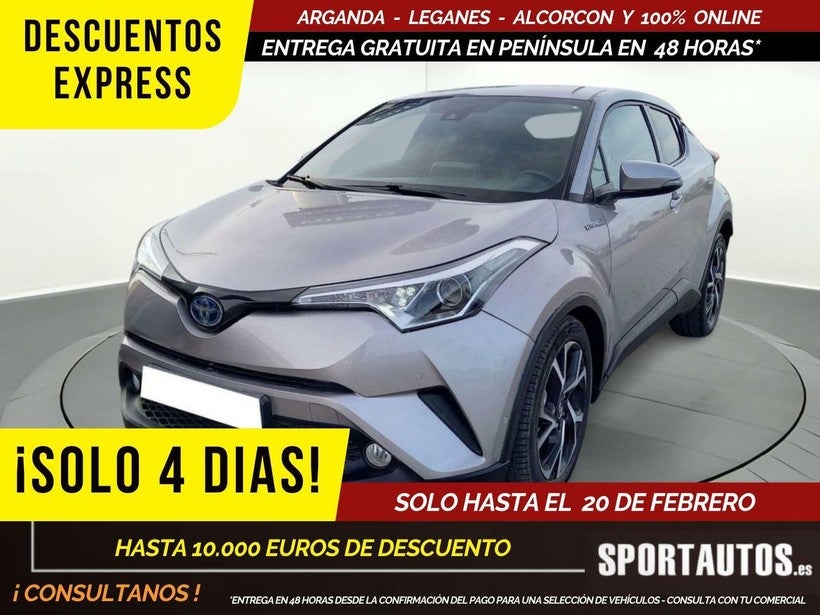 DESCUENTOS
EXPRESS
ARGANDA - LEGANES - ALCORCON Y 100% ONLINE
ENTREGA GRATUITA EN PENÍNSULA EN 48 HORAS*
¡SOLO 4 DIAS!
SOLO HASTA EL 20 DE FEBRERO
HASTA 10.000 EUROS DE DESCUENTO
SPORTAUTOS.es
¡ CONSULTANOS !
*ENTREGA EN 48 HORAS DESDE LA CONFIRMACIÓN DEL PAGO PARA UNA SELECCIÓN DE VEHÍCULOS - CONSULTA CON TU COMERCIAL